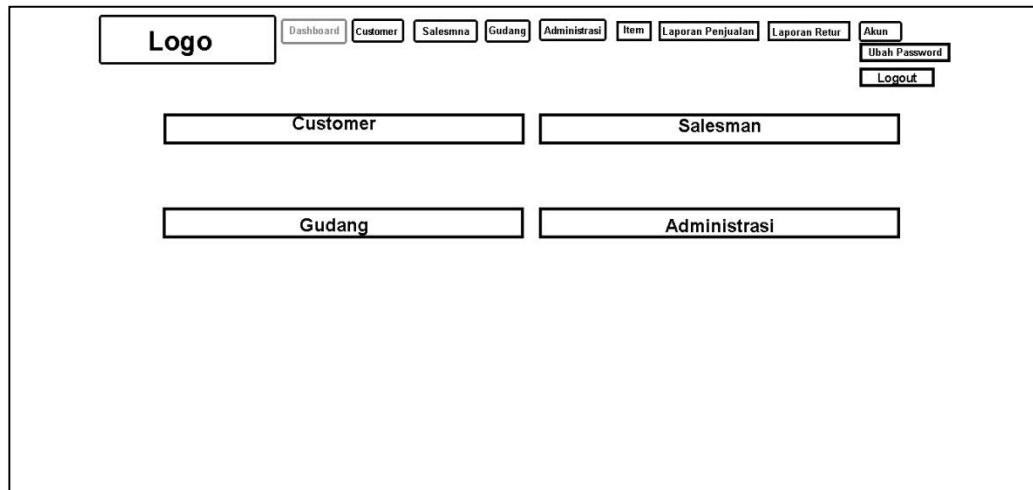 Logo
Dashboard Customer Salesmna Gudang Administrasi Item Laporan Penjualan Laporan Retur Akun
Ubah Password
Logout
Customer Salesman
Gudang Administrasi